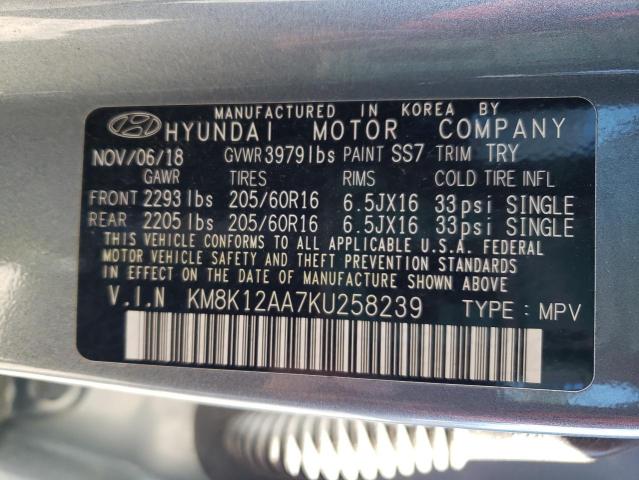 MANUFACTURED IN KOREA BY
HYUNDAI MOTOR COMPANY
NOV/06/18 GVWR 3979lbs PAINT SS7 TRIM TRY
GAWR TIRES RIMS COLD TIRE INFL
FRONT 2293 lbs 205/60R16 6.5JX16 33psi SINGLE
REAR 2205 lbs 205/60R16 6.5JX16 33psi SINGLE
THIS VEHICLE CONFORMS TO ALL APPLICABLE U.S.A. FEDERAL
MOTOR VEHICLE SAFETY AND THEFT PREVENTION STANDARDS
IN EFFECT ON THE DATE OF MANUFACTURE SHOWN ABOVE.
V.I.N KM8K12AA7KU258239 TYPE : MPV